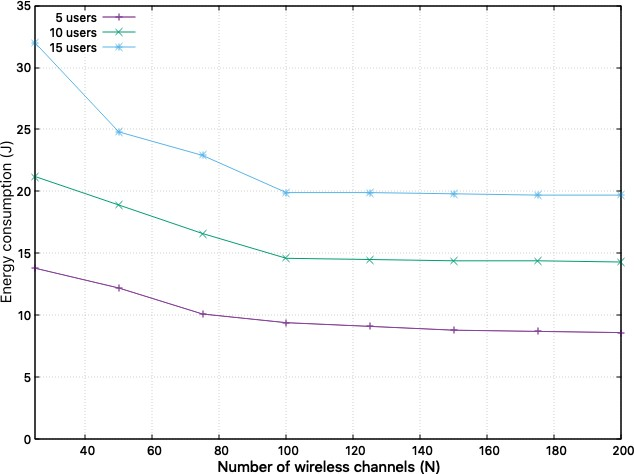 35
30
25
20
15
10
5
0
5 users
10 users
15 users
Energy consumption (J)
40 60 80 100 120 140 160 180 200
Number of wireless channels (N)